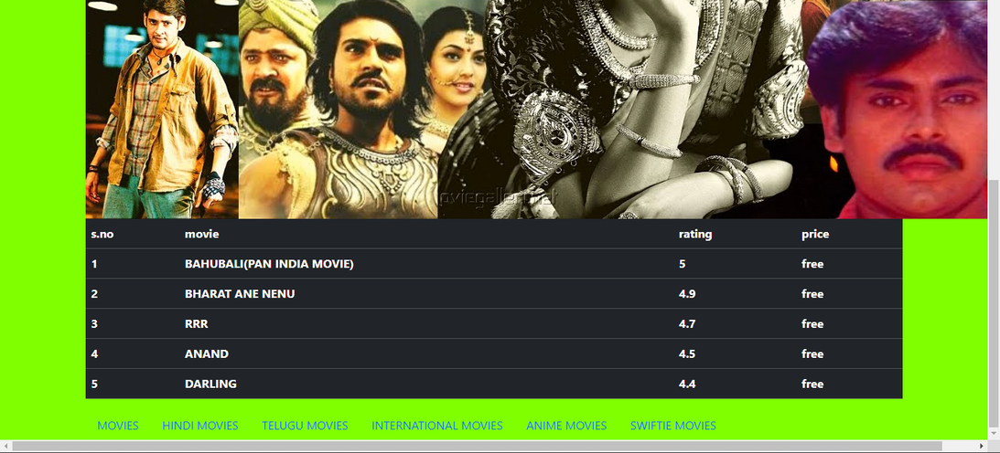 oviegallery.net
s.no movie rating price
1 BAHUBALI(PAN INDIA MOVIE) 5 free
2 BHARAT ANE NENU 4.9 free
3 RRR 4.7 free
4 ANAND 4.5 free
5 DARLING 4.4 free
MOVIES HINDI MOVIES TELUGU MOVIES INTERNATIONAL MOVIES ANIME MOVIES SWIFTIE MOVIES